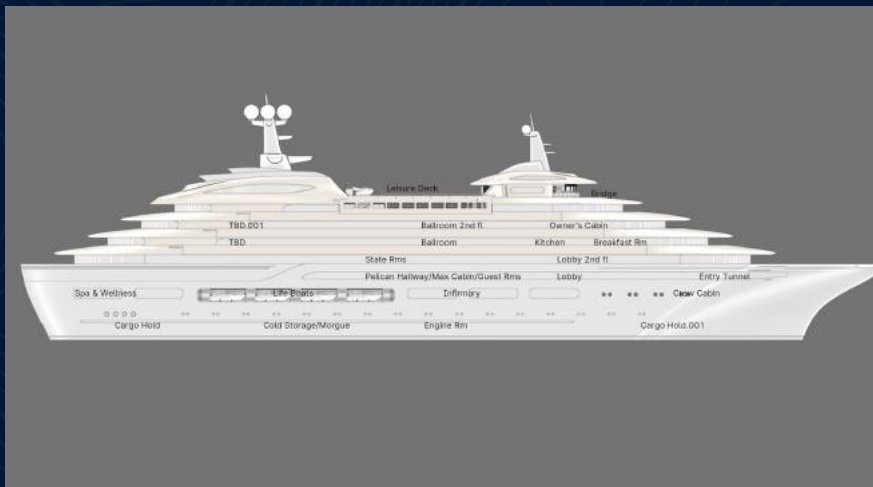 Leisure Deck
Bridge
TBD.001 Ballroom 2nd fl Owner's Cabin
TBD Ballroom Kitchen Breakfast Rm
State Rms Lobby 2nd fl
Pelican Hallway/Max Cabin/Guest Rms Lobby Entry Tunnel
Spa & Wellness Life Boats Infirmary Crew Cabin
Cargo Hold Cold Storage/Morgue Engine Rm Cargo Hold.001